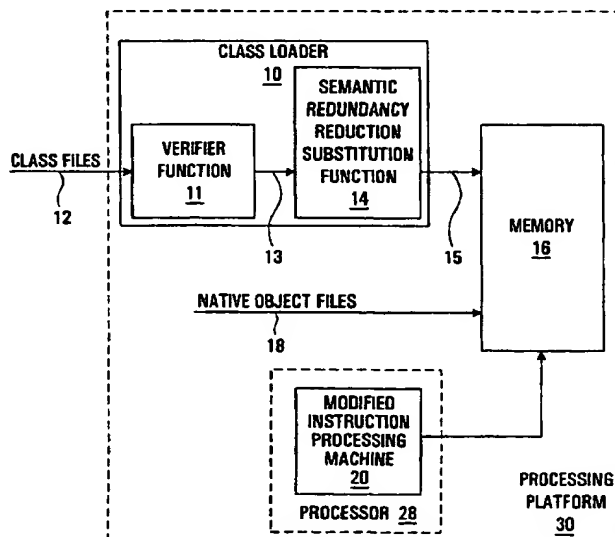 CLASS LOADER
10
SEMANTIC
REDUNDANCY
REDUCTION
SUBSTITUTION
FUNCTION
14
VERIFIER
FUNCTION
11
CLASS FILES
12
13
15
MEMORY
16
NATIVE OBJECT FILES
18
MODIFIED
INSTRUCTION
PROCESSING
MACHINE
20
PROCESSOR 28
PROCESSING
PLATFORM
30